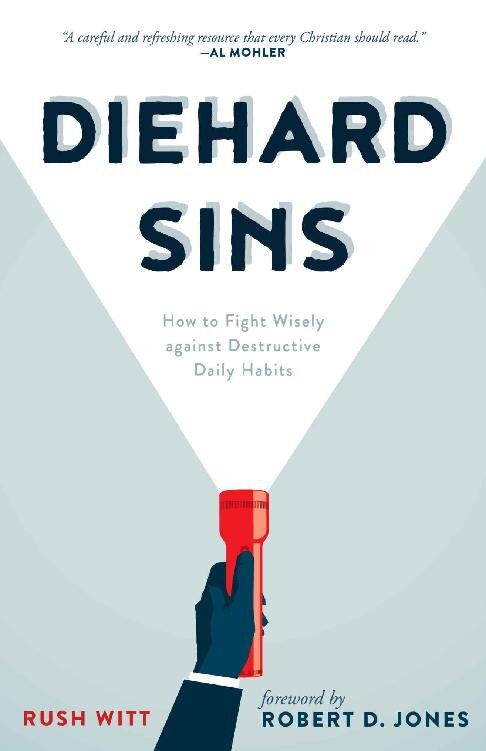 “A careful and refreshing resource that every Christian should read.”
—AL MOHLER
DIEHARD
SINS
How to Fight Wisely
against Destructive
Daily Habits
foreword by
RUSH WITT
ROBERT D. JONES